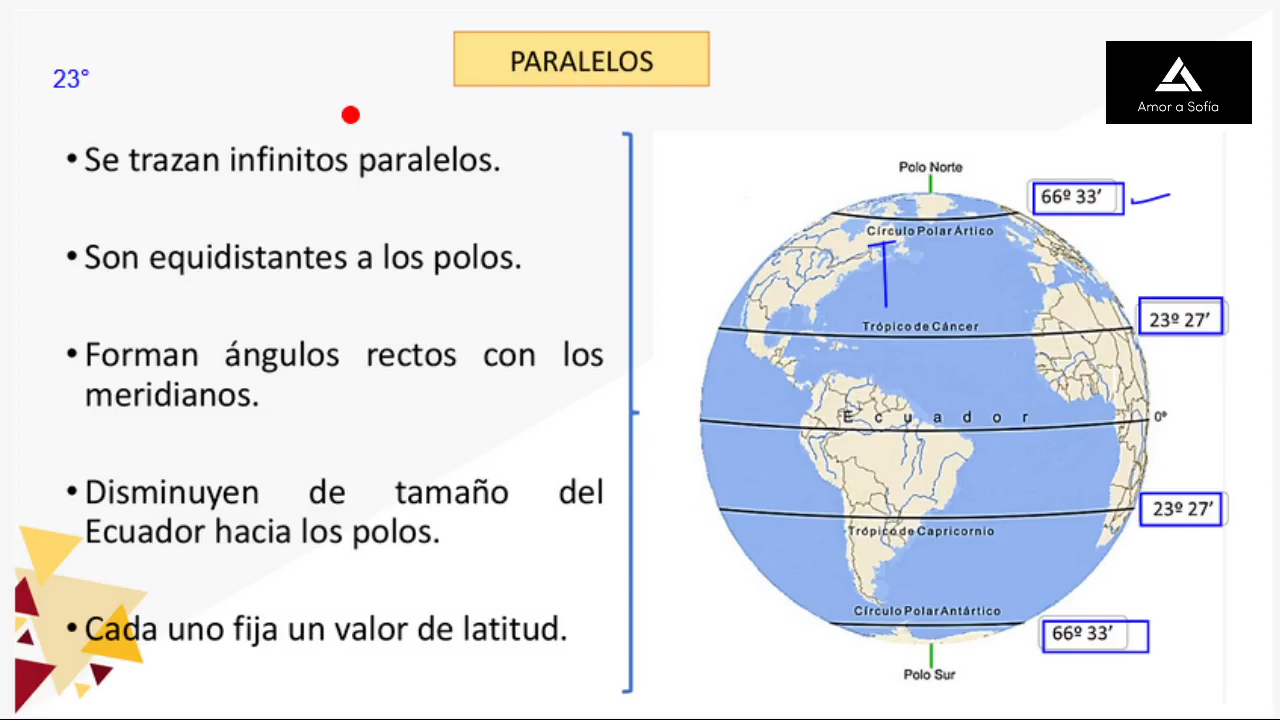 PARALELOS
23°
Amor a Sofía
• Se trazan infinitos paralelos.
• Son equidistantes a los polos.
• Forman ángulos rectos con los
meridianos.
• Disminuyen de tamaño del
Ecuador hacia los polos.
• Cada uno fija un valor de latitud.
Polo Norte
66º 33’
Círculo Polar Ártico
23º 27’
Trópico de Cáncer
Ecuador
0º
23º 27’
Trópico de Capricornio
Círculo Polar Antártico
66º 33’
Polo Sur